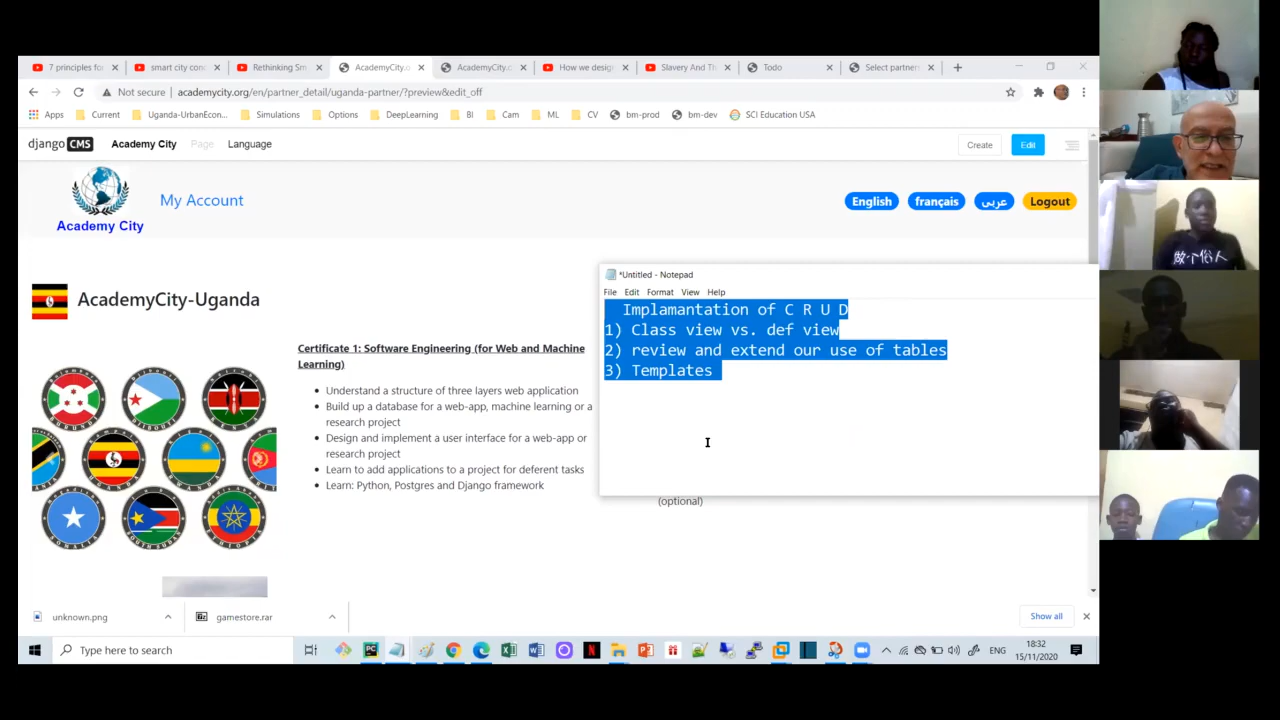 7 principles for
smart city conc
Rethinking Sm
AcademyCity.o
AcademyCity.o
How we desig
Slavery And Th
Todo
Select partner
Not secure | academycity.org/en/partner_detail/uganda-partner/?preview&edit_off
Apps
Current
Uganda-UrbanEcon...
Simulations
Options
DeepLearning
BI
Cam
ML
CV
bm-prod
bm-dev
SCI Education USA
django CMS
Academy City
Page
Language
Create
Edit
Academy City
My Account
English
français
عربى
Logout
AcademyCity-Uganda
Certificate 1: Software Engineering (for Web and Machine
Learning)
Understand a structure of three layers web application
Build up a database for a web-app, machine learning or a
research project
Design and implement a user interface for a web-app or
research project
Learn to add applications to a project for deferent tasks
Learn: Python, Postgres and Django framework
(optional)
*Untitled - Notepad
File Edit Format View Help
Implamantation of C R U D
1) Class view vs. def view
2) review and extend our use of tables
3) Templates
做个俗人
unknown.png
gamestore.rar
Show all
Type here to search
ENG
18:32
15/11/2020